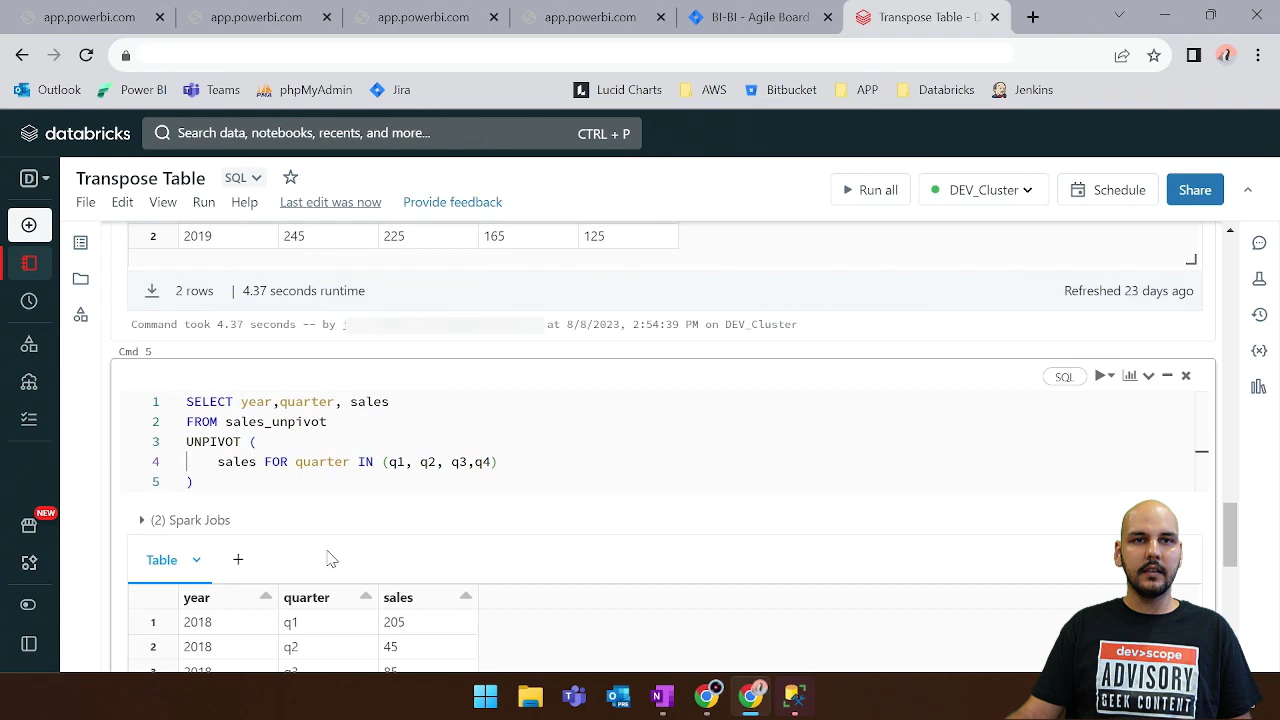 app.powerbi.com
app.powerbi.com
app.powerbi.com
app.powerbi.com
BI-BI - Agile Board
Transpose Table - D
Outlook
Power BI
Teams
phpMyAdmin
Jira
Lucid Charts
AWS
Bitbucket
APP
Databricks
Jenkins
databricks
Search data, notebooks, recents, and more...
CTRL + P
D
Transpose Table
SQL
Run all
DEV_Cluster
Schedule
Share
File
Edit
View
Run
Help
Last edit was now
Provide feedback
2 2019 245 225 165 125
2 rows | 4.37 seconds runtime
Refreshed 23 days ago
Command took 4.37 seconds -- by j
at 8/8/2023, 2:54:39 PM on DEV_Cluster
Cmd 5
SQL
1 SELECT year,quarter, sales
2 FROM sales_unpivot
3 UNPIVOT (
4 sales FOR quarter IN (q1, q2, q3,q4)
5 )
NEW
(2) Spark Jobs
Table
+
year quarter sales
1 2018 q1 205
2 2018 q2 45
3 2018 q3 85
dev>scope
ADVISORY
GEEK CONTENT